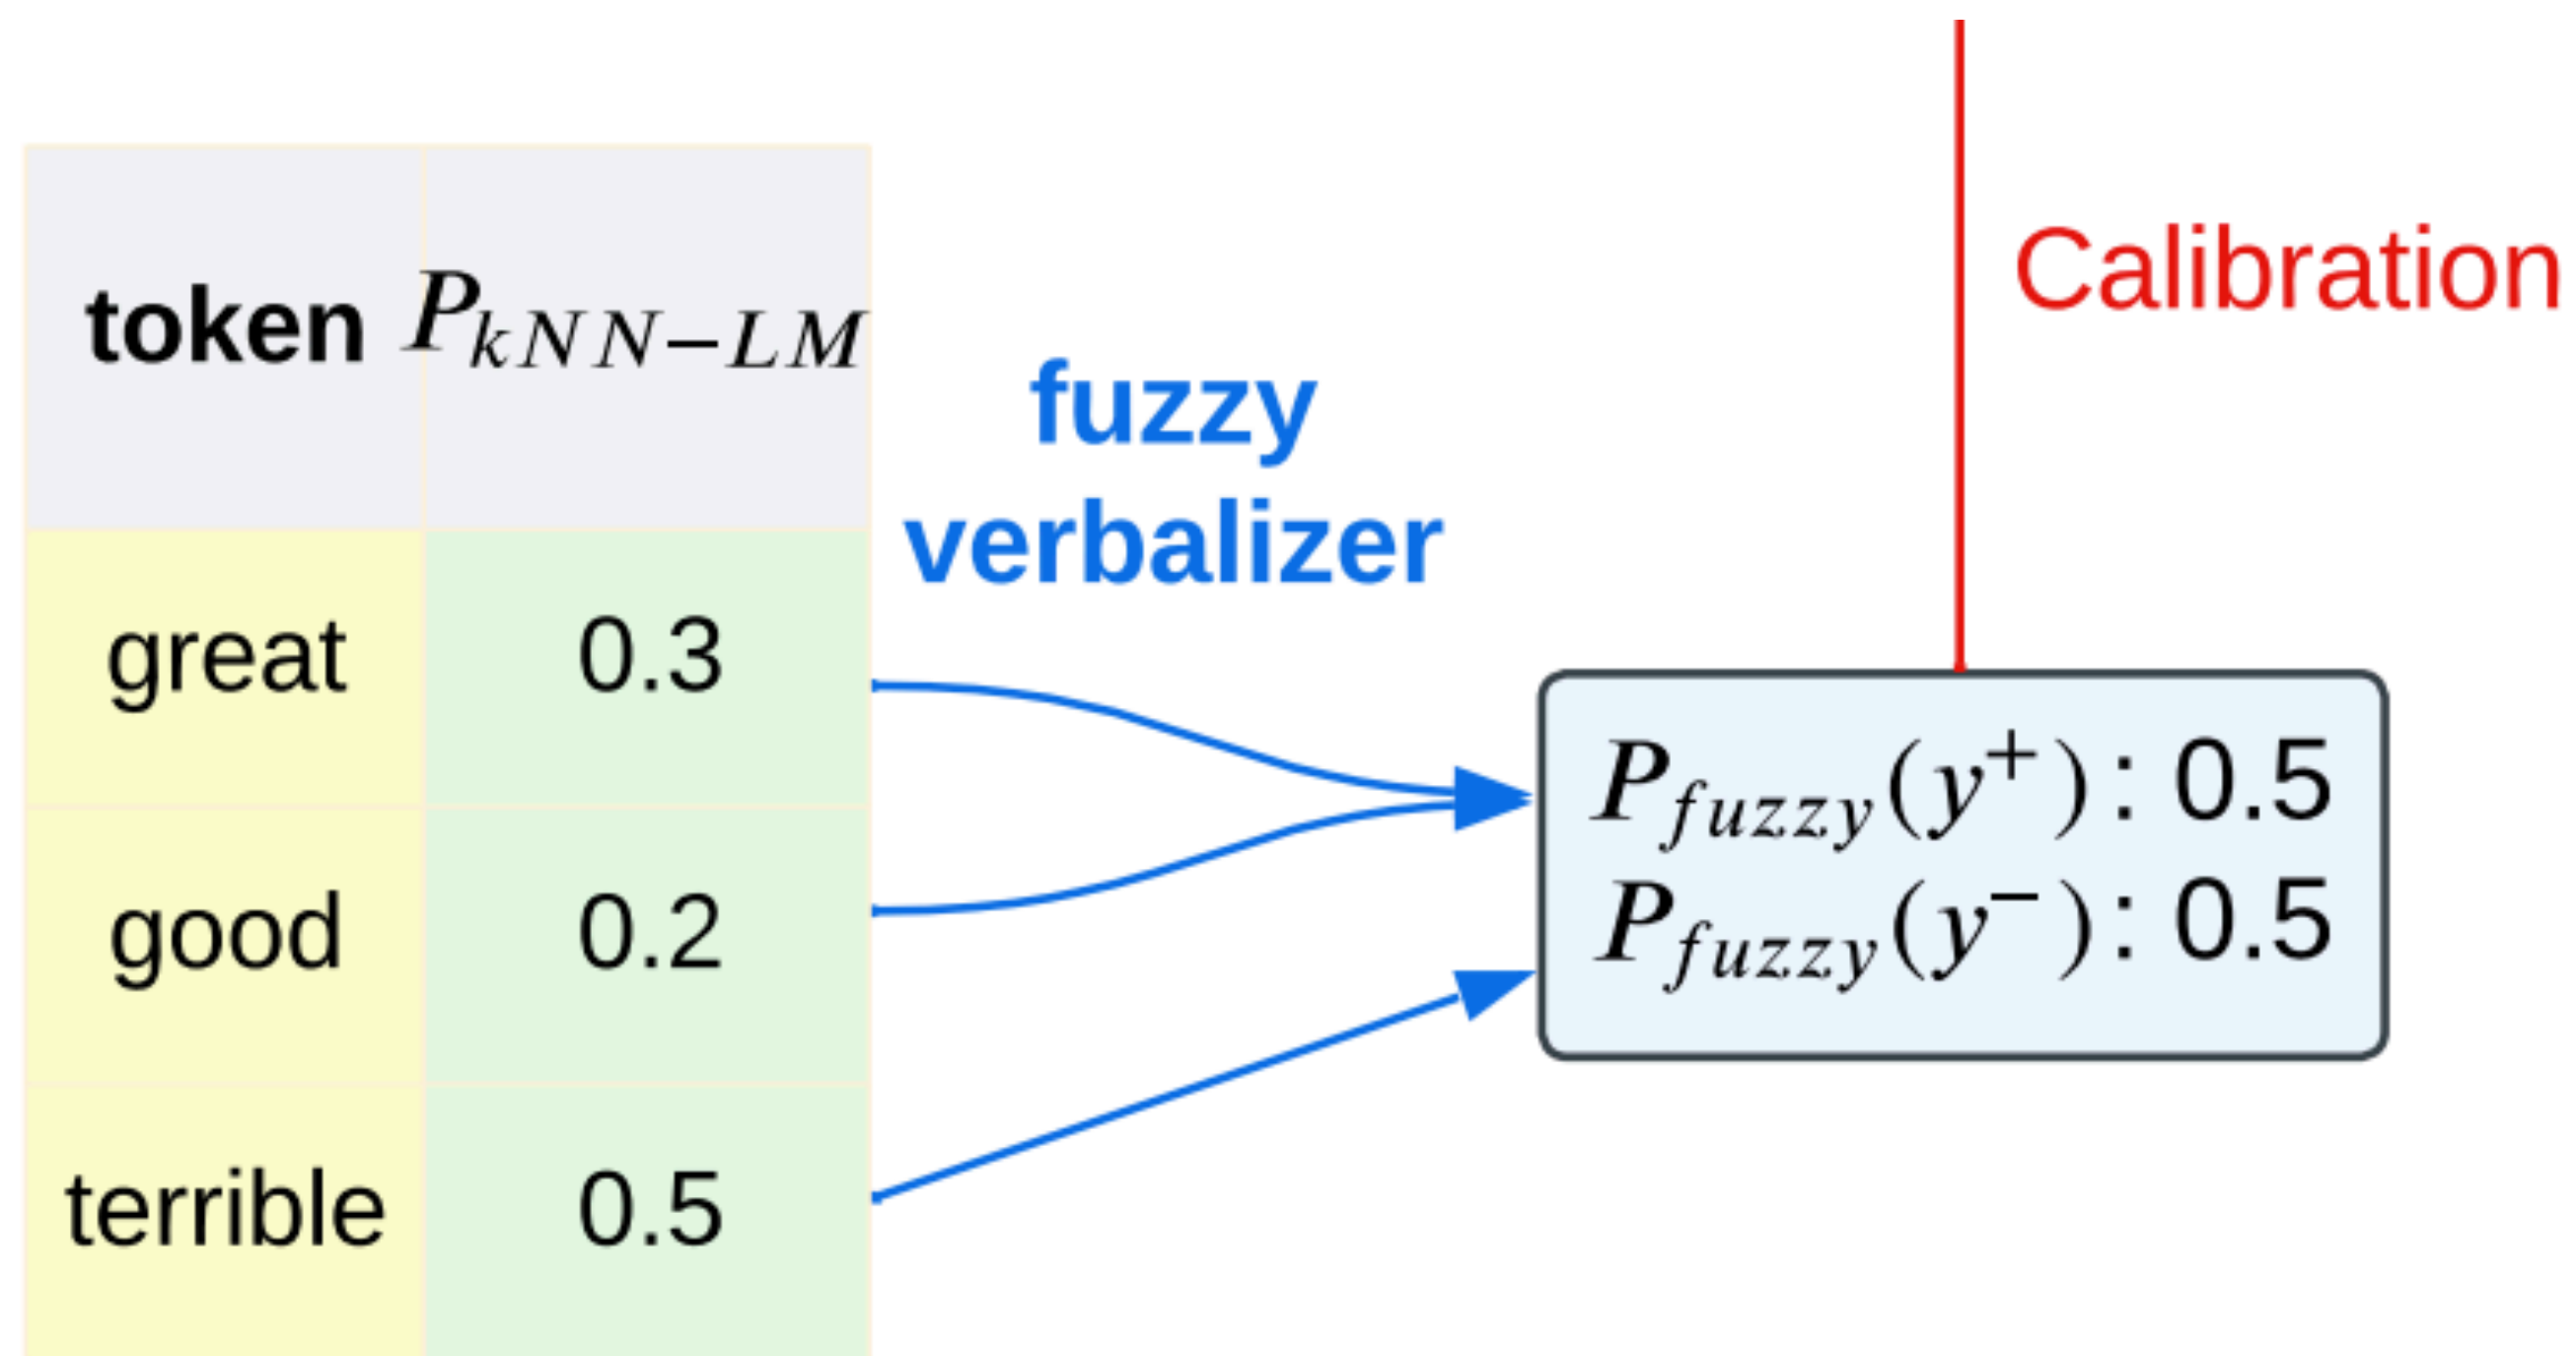 Calibration
token P_{kNN-LM}
fuzzy
verbalizer
great 0.3
good 0.2
terrible 0.5
P_{fuzzy}(y^+): 0.5
P_{fuzzy}(y^-): 0.5